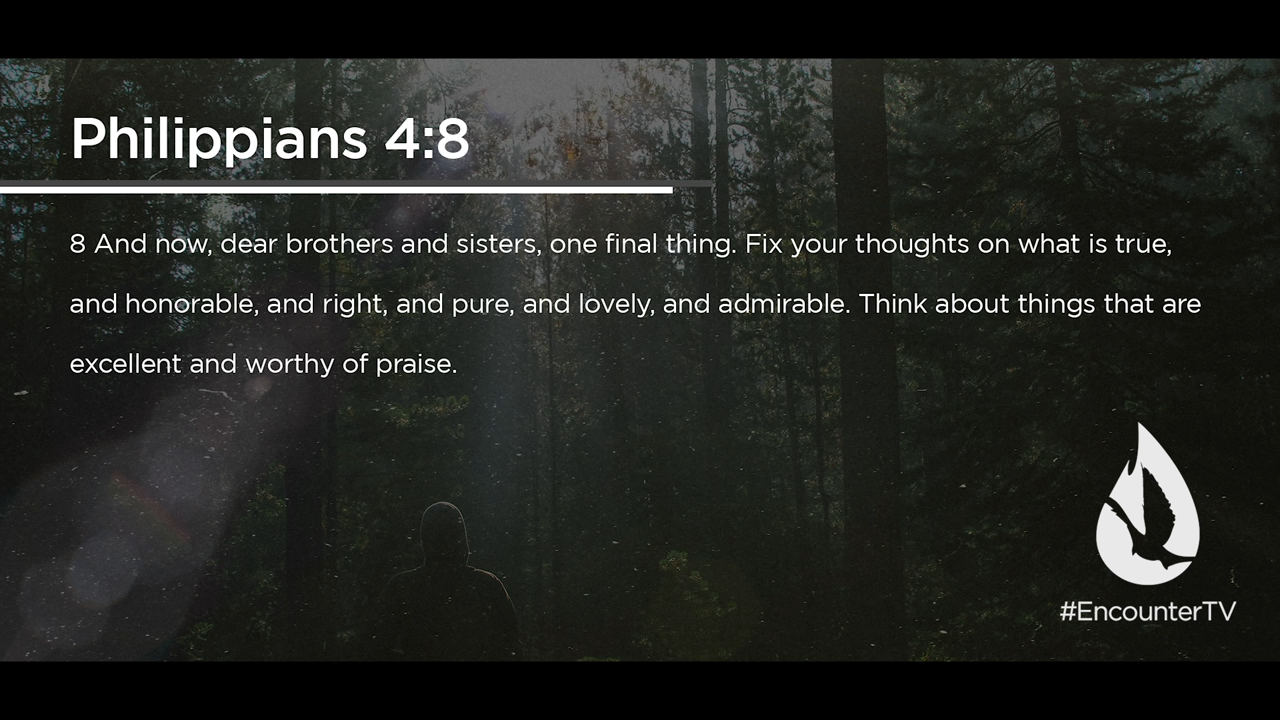 Philippians 4:8
8 And now, dear brothers and sisters, one final thing. Fix your thoughts on what is true,
and honorable, and right, and pure, and lovely, and admirable. Think about things that are
excellent and worthy of praise.
#EncounterTV